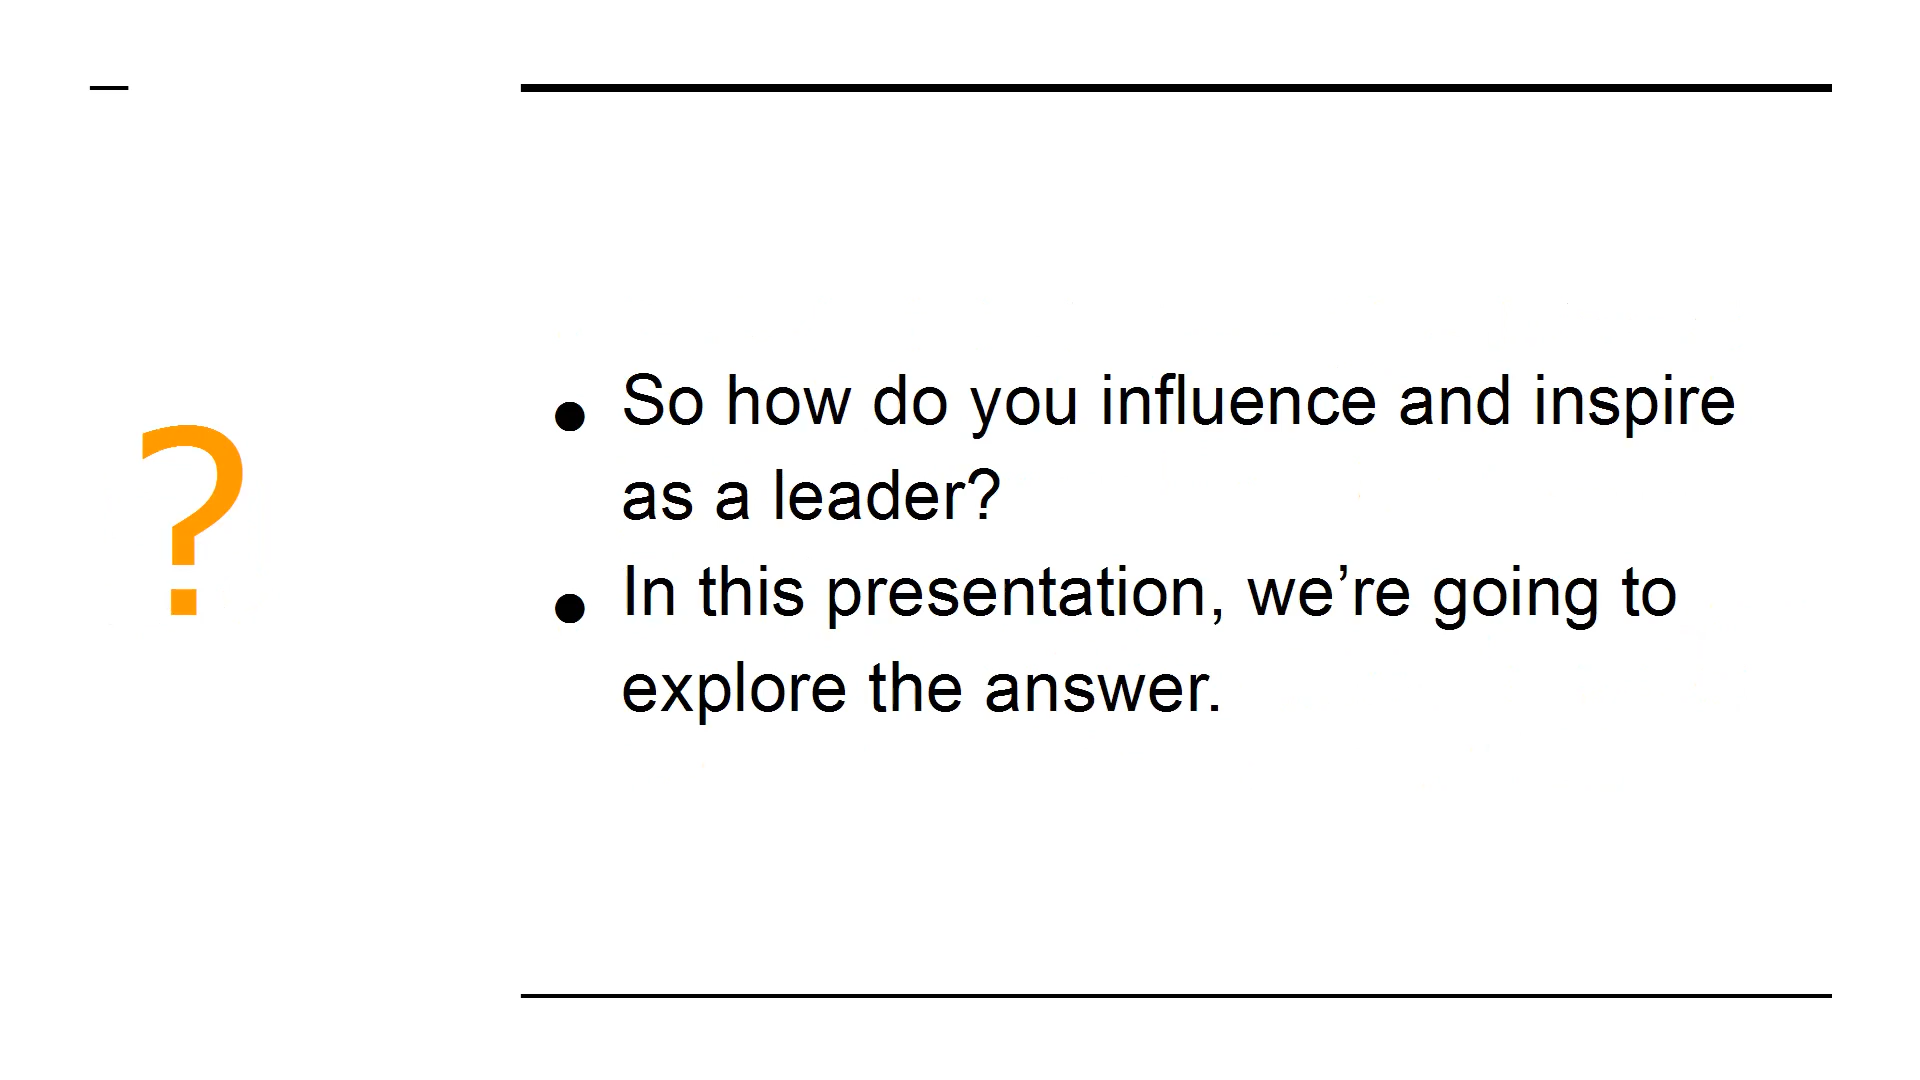 ?
● So how do you influence and inspire
as a leader?
● In this presentation, we’re going to
explore the answer.